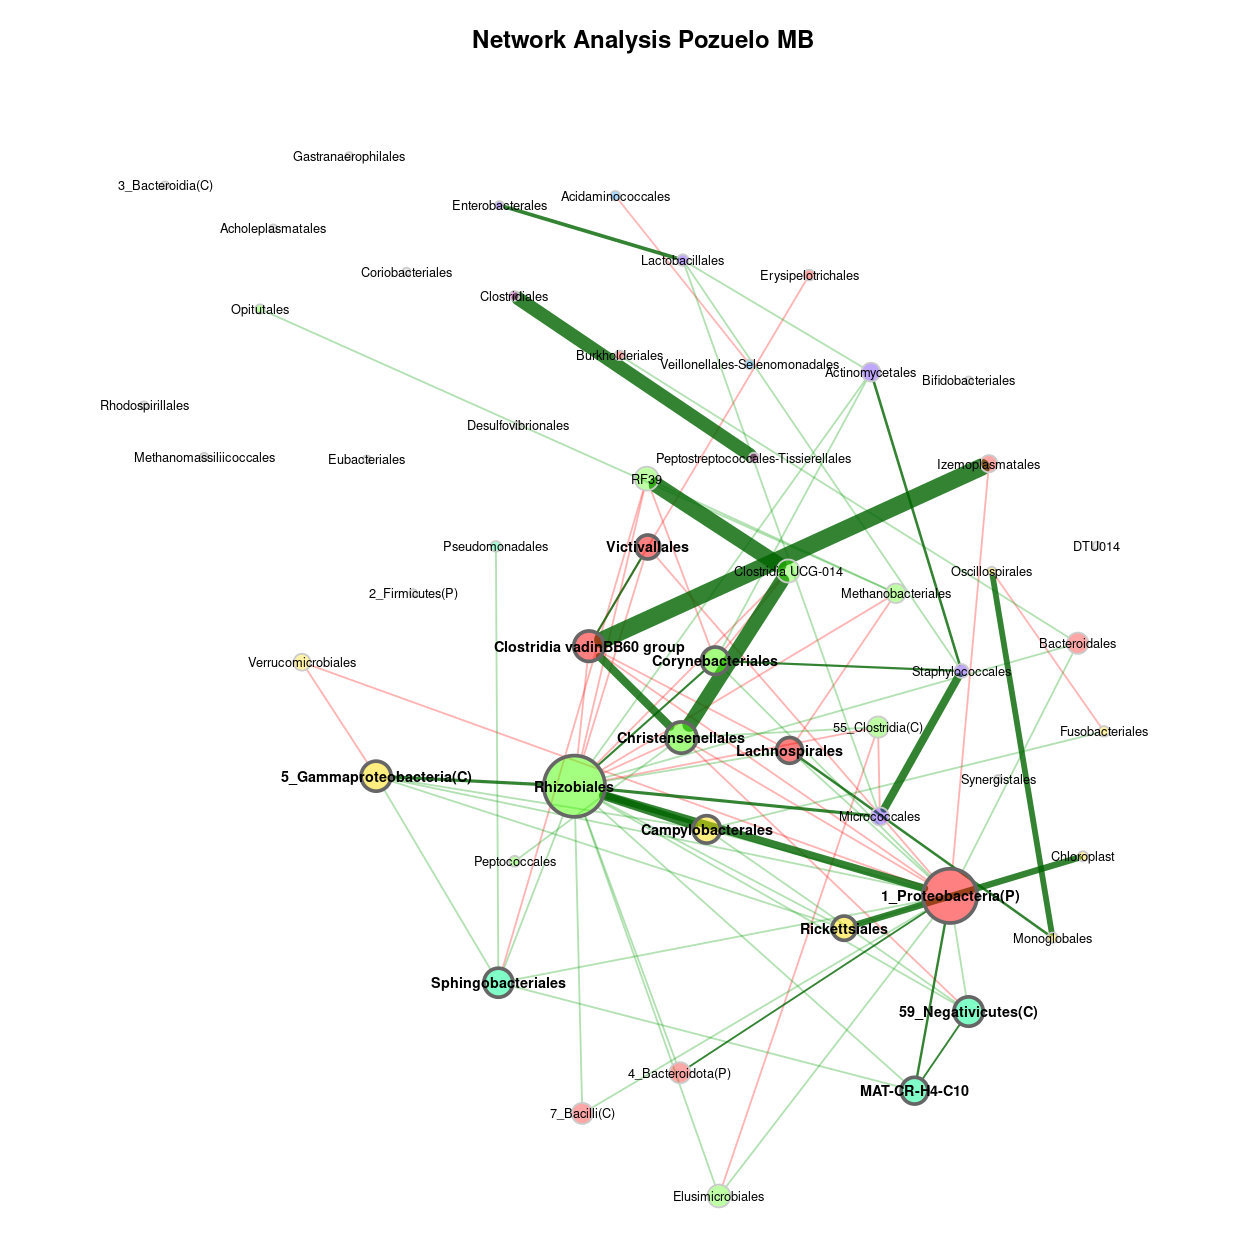 Network Analysis Pozuelo MB
Gastranaerophilales
3_Bacteroidia(C)
Enterobacterales
Acidaminococcales
Acholeplasmatales
Lactobacillales
Coriobacteriales
Erysipelotrichales
Clostridiales
Opitutales
Burkholderiales
Veillonellales-Selenomonadales
Actinomycetales
Bifidobacteriales
Rhodospirillales
Desulfovibrionales
Methanomassiliicoccales
Eubacteriales
Peptostreptococcales-Tissierellales
Izemoplasmatales
RF39
Pseudomonadales
Victivallales
DTU014
Clostridia UCG-014
Oscillospirales
2_Firmicutes(P)
Methanobacteriales
Clostridia vadinBB60 group
Bacteroidales
Verrucomicrobiales
Corynebacteriales
Staphylococcales
55_Clostridia(C)
Fusobacteriales
Christensenellales
Lachnospirales
5_Gammaproteobacteria(C)
Synergistales
Rhizobiales
Micrococcales
Campylobacterales
Peptococcales
Chloroplast
1_Proteobacteria(P)
Rickettsiales
Monoglobales
Sphingobacteriales
59_Negativicutes(C)
4_Bacteroidota(P)
MAT-CR-H4-C10
7_Bacilli(C)
Elusimicrobiales